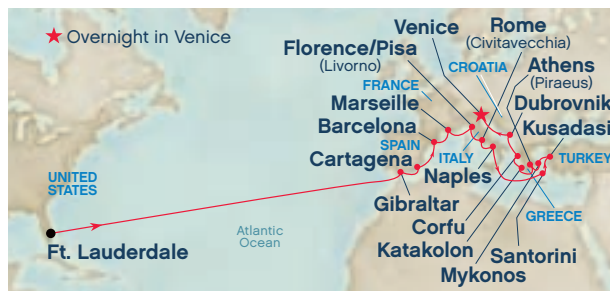 Overnight in Venice
Venice
Rome
(Civitavecchia)
Florence/Pisa
(Livorno)
CROATIA
Athens
(Piraeus)
FRANCE
Marseille
Dubrovnik
Barcelona
Kusadasi
SPAIN
Cartagena
ITALY
TURKEY
Naples
UNITED
STATES
Gibraltar
GREECE
Corfu
Atlantic
Ocean
Ft. Lauderdale
Katakolon
Santorini
Mykonos